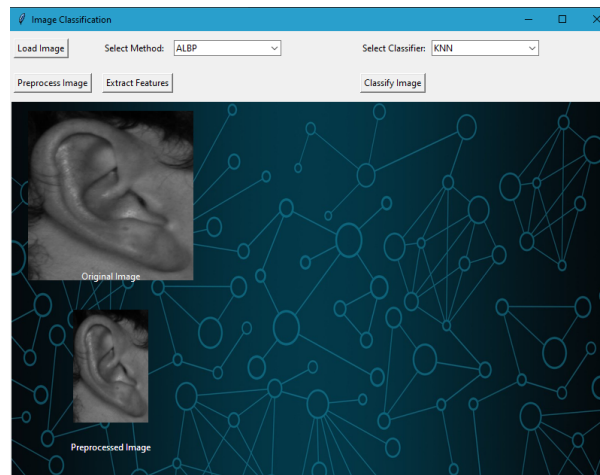 Image Classification
Load Image Select Method: ALBP Select Classifier: KNN
Preprocess Image Extract Features Classify Image
Original Image
Preprocessed Image